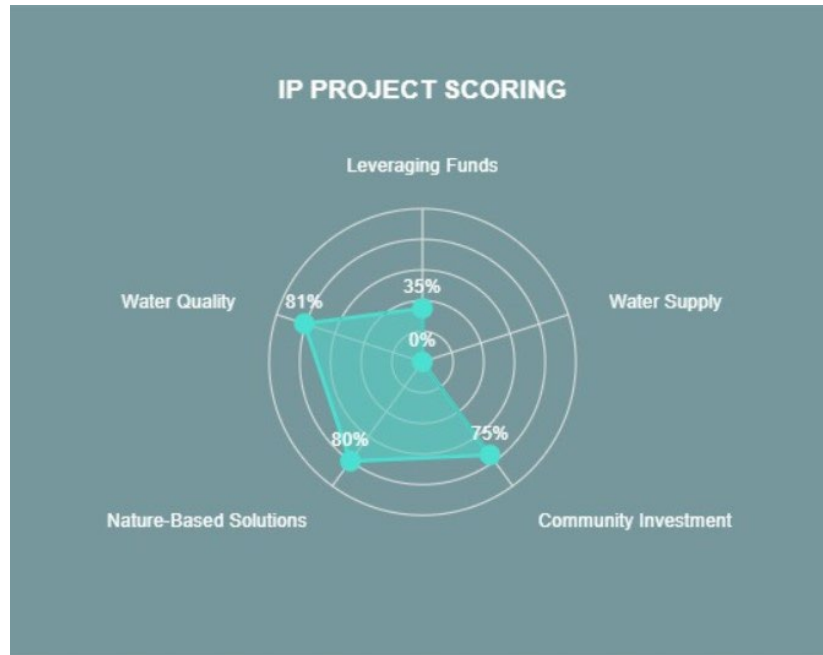 IP PROJECT SCORING
Leveraging Funds
35%
Water Quality
81%
Water Supply
0%
75%
80%
Nature-Based Solutions
Community Investment